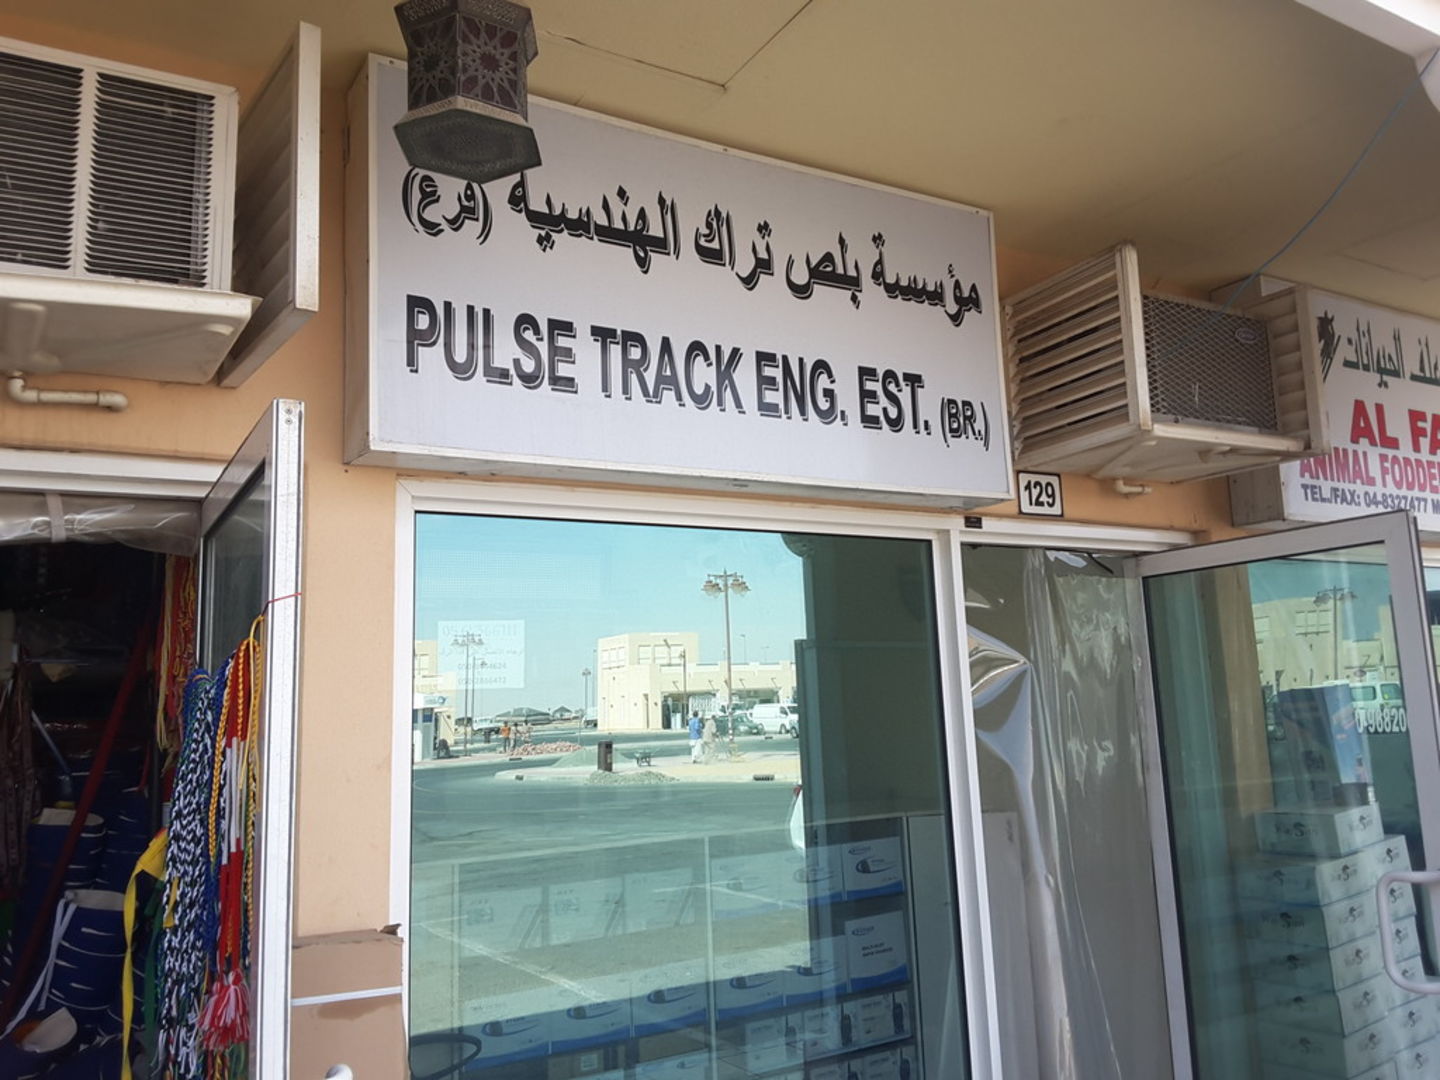 مؤسسة بلص تراك الهندسية (فرع)
PULSE TRACK ENG. EST. (BR.)
129
الحيوانات
AL FA
ANIMAL FODDE
TEL./FAX: 04-8327477 M